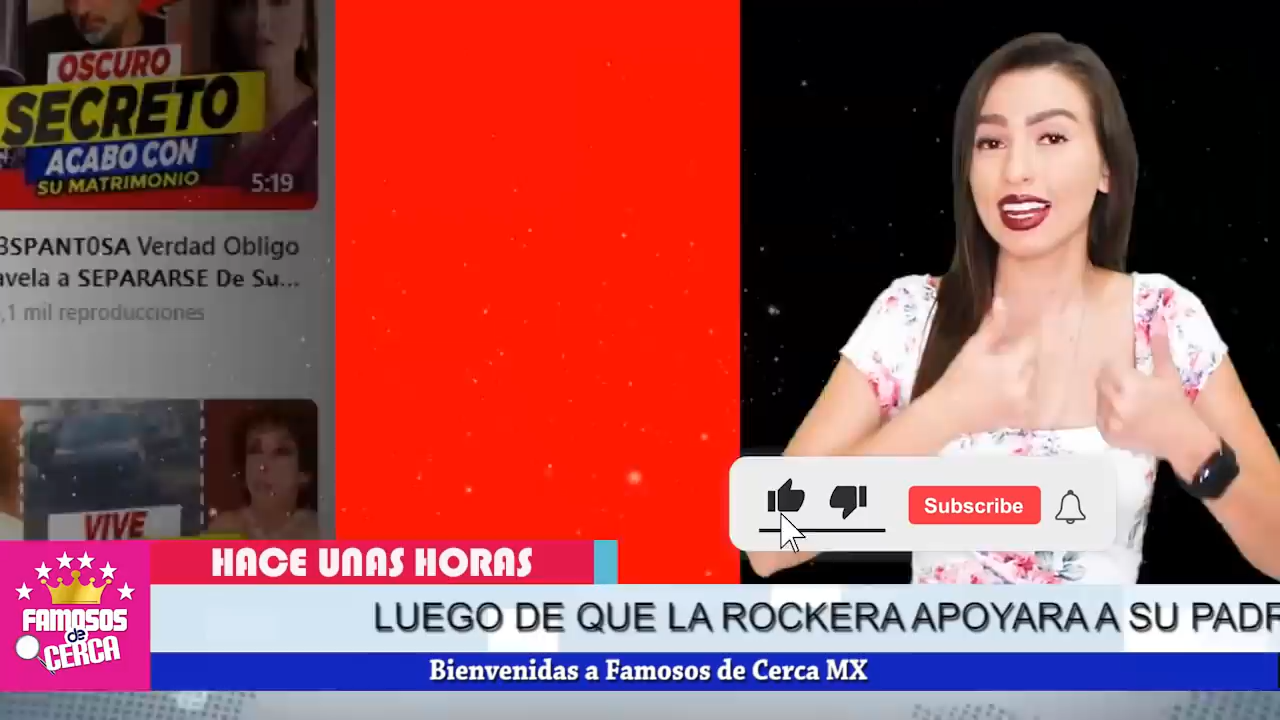 OSCURO
SECRETO
ACABO CON
SU MATRIMONIO
5:19
3SPANT0SA Verdad Obligo
avela a SEPARARSE De Su...
,1 mil reproducciones
VIVE
Subscribe
HACE UNAS HORAS
FAMOSOS
de
CERCA
LUEGO DE QUE LA ROCKERA APOYARA A SU PADR
Bienvenidas a Famosos de Cerca MX